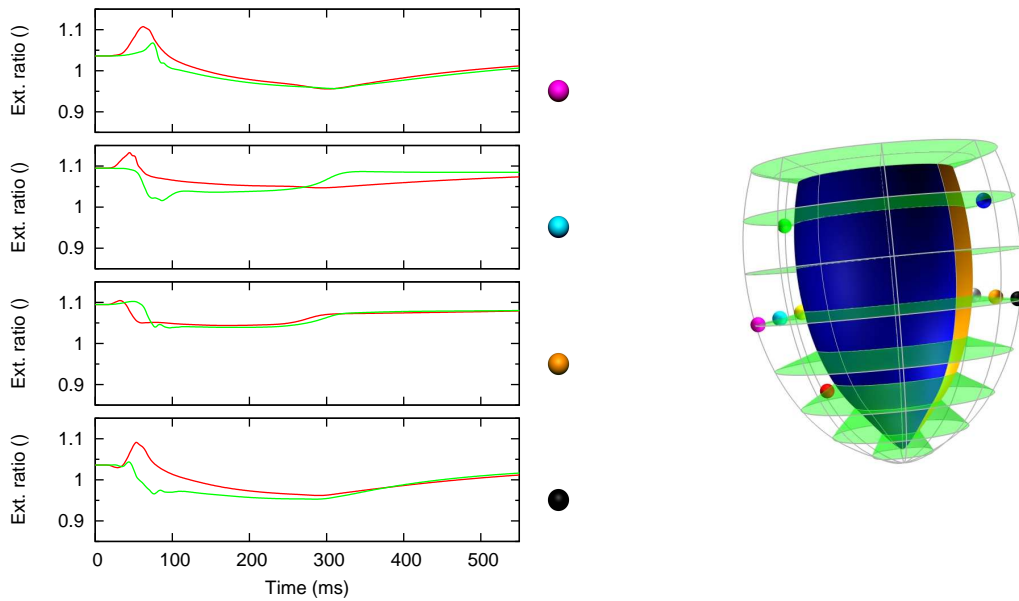 Ext. ratio ()
1.1
1
0.9
Ext. ratio ()
1.1
1
0.9
Ext. ratio ()
1.1
1
0.9
Ext. ratio ()
1.1
1
0.9
0 100 200 300 400 500
Time (ms)